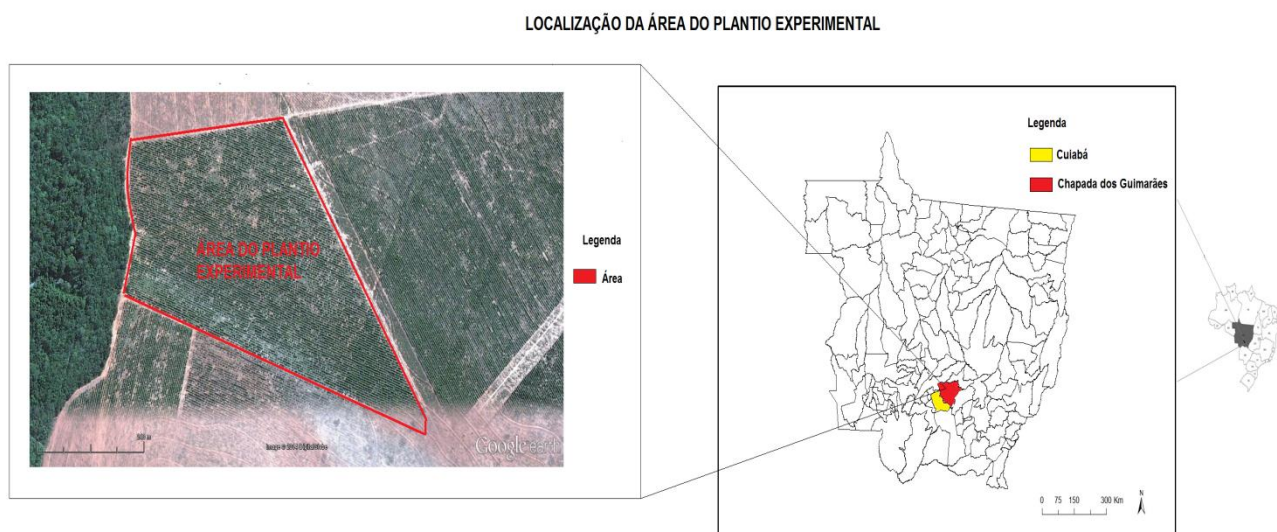 LOCALIZAÇÃO DA ÁREA DO PLANTIO EXPERIMENTAL
ÁREA DO PLANTIO
EXPERIMENTAL
Legenda
Área
Google earth
Legenda
Cuiabá
Chapada dos Guimarães
0 75 150 300 Km
N